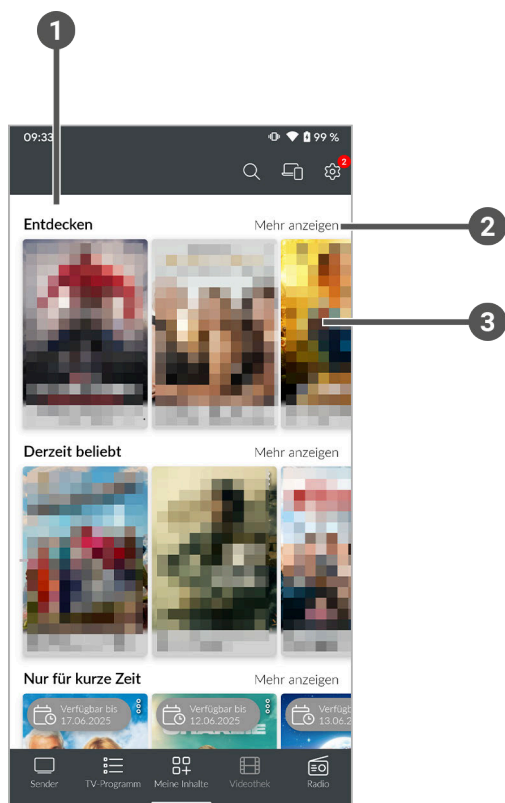 1
09:33
99 %
2
Entdecken
Mehr anzeigen
2
3
Derzeit beliebt
Mehr anzeigen
Nur für kurze Zeit
Mehr anzeigen
Verfügbar bis
17.06.2025
Verfügbar bis
12.06.2025
13.06.2
Sender
TV-Programm
Meine Inhalte
Videothek
Radio